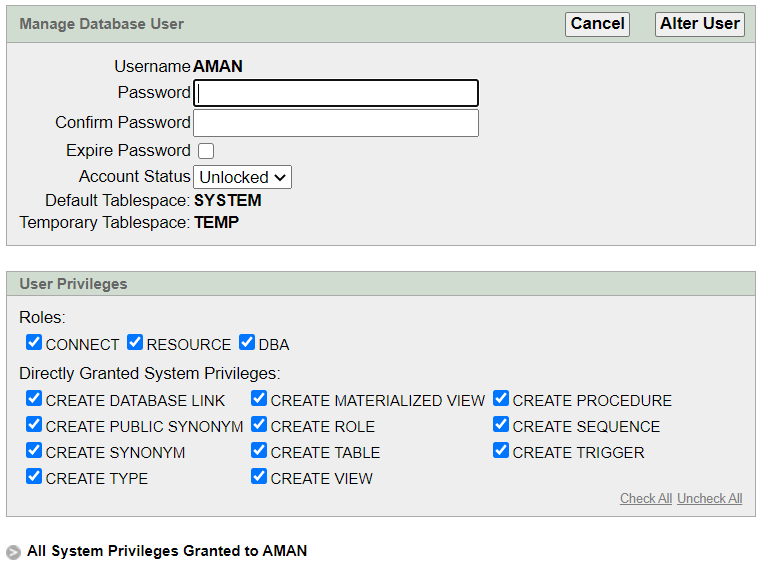 Manage Database User Cancel Alter User
Username AMAN
Password
Confirm Password
Expire Password
Account Status Unlocked
Default Tablespace: SYSTEM
Temporary Tablespace: TEMP
User Privileges
Roles:
CONNECT RESOURCE DBA
Directly Granted System Privileges:
CREATE DATABASE LINK CREATE MATERIALIZED VIEW CREATE PROCEDURE
CREATE PUBLIC SYNONYM CREATE ROLE CREATE SEQUENCE
CREATE SYNONYM CREATE TABLE CREATE TRIGGER
CREATE TYPE CREATE VIEW
Check All Uncheck All
All System Privileges Granted to AMAN